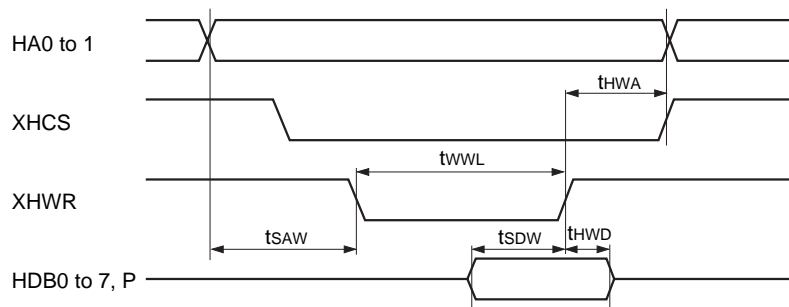 HA0 to 1
tHWA
XHCS
tWWL
XHWR
tSAW
tSDW
tHWD
HDB0 to 7, P